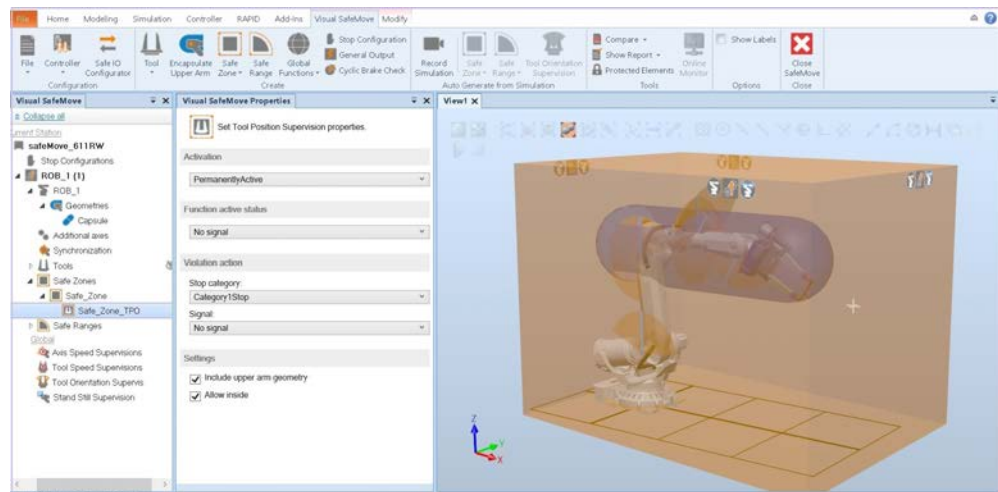 File Home Modeling Simulation Controller RAPID Add-Ins Visual SafeMove Modify
File Controller Safe IO Configurator Tool Encapsulate Upper Arm Safe Zone Safe Range Global Functions
Stop Configuration
General Output
Cyclic Brake Check
Record Simulation Safe Zone Safe Range Tool Orientation Supervision
Compare
Show Report
Protected Elements
Online Monitor
Show Labels
Close SafeMove
Configuration Create Auto Generate from Simulation Tools Options Close
Visual SafeMove
Collapse all
safeMove_611RW
Stop Configurations
ROB_1 (1)
ROB_1
Geometries
Capsule
Additional axes
Synchronization
Tools
Safe Zones
Safe_Zone
Safe_Zone_TPO
Safe Ranges
Global
Axis Speed Supervisions
Tool Speed Supervisions
Tool Orientation Supervis
Stand Still Supervision
Visual SafeMove Properties
Set Tool Position Supervision properties.
Activation
PermanentlyActive
Function active status
No signal
Violation action
Stop category:
Category1Stop
Signal:
No signal
Settings
Include upper arm geometry
Allow inside
View1
Z
Y
X